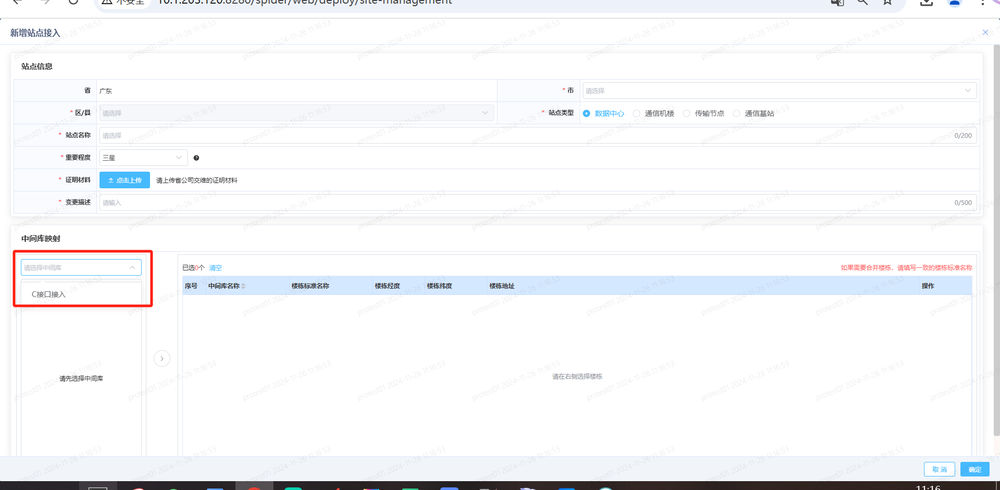 不安全 10.1.203.120:8280/spider/web/deploy/site-management
新增站点接入
站点信息
省 广东 * 市 请选择
* 区/县 请选择 * 站点类型 数据中心 通信机楼 传输节点 通信基站
* 站点名称 请选择 0/200
* 重要程度 三星
* 证明材料 点击上传 请上传省公司交维的证明材料
* 变更描述 请输入 0/500
中间库映射
请选择中间库
C接口接入
请先选择中间库
已选0个 清空 如果需要合并楼栋，请填写一致的楼栋标准名称
序号 中间库名称 楼栋标准名称 楼栋经度 楼栋纬度 楼栋地址 操作
请在右侧选择楼栋
取 消 确定
11:16
protest01 2024-11-26 11:16:53